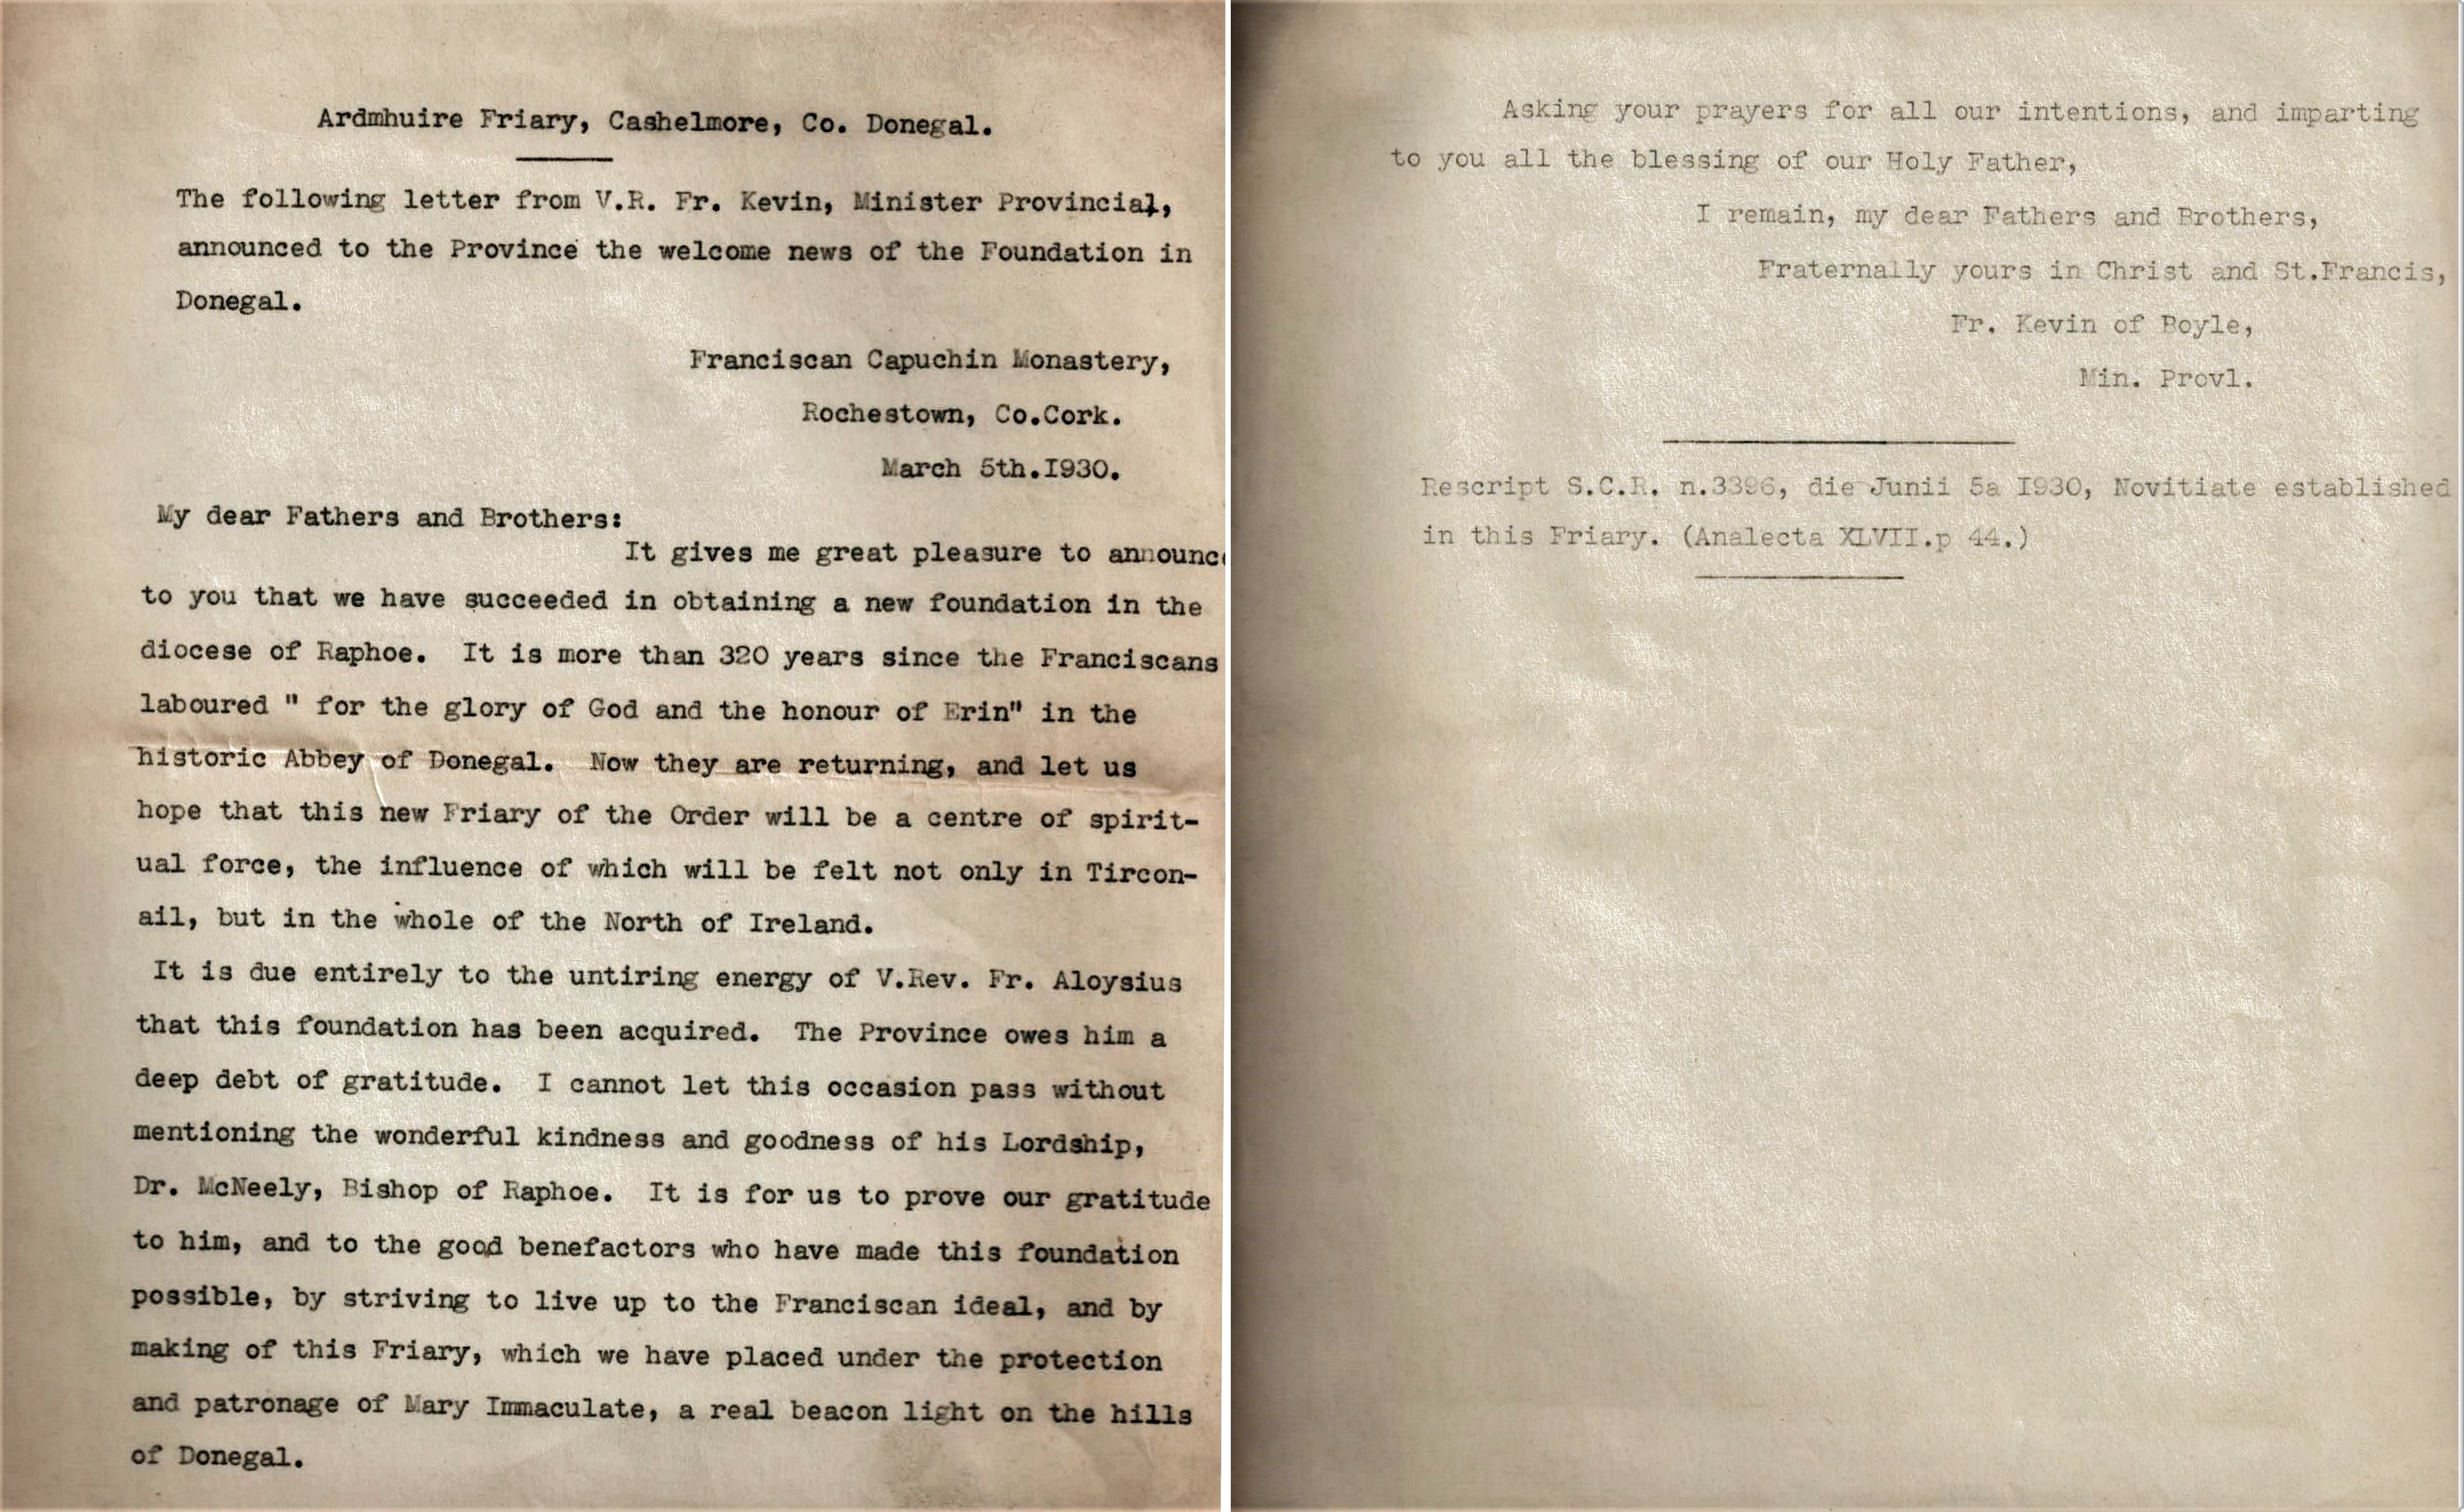 Ardmhuire Friary, Cashelmore, Co. Donegal.
The following letter from V.R. Fr. Kevin, Minister Provincial,
announced to the Province the welcome news of the Foundation in
Donegal.
Franciscan Capuchin Monastery,
Rochestown, Co.Cork.
March 5th.I930.
My dear Fathers and Brothers:
It gives me great pleasure to announce
to you that we have succeeded in obtaining a new foundation in the
diocese of Raphoe. It is more than 320 years since the Franciscans
laboured " for the glory of God and the honour of Erin" in the
historic Abbey of Donegal. Now they are returning, and let us
hope that this new Friary of the Order will be a centre of spirit-
ual force, the influence of which will be felt not only in Tircon-
ail, but in the whole of the North of Ireland.
It is due entirely to the untiring energy of V.Rev. Fr. Aloysius
that this foundation has been acquired. The Province owes him a
deep debt of gratitude. I cannot let this occasion pass without
mentioning the wonderful kindness and goodness of his Lordship,
Dr. McNeely, Bishop of Raphoe. It is for us to prove our gratitude
to him, and to the good benefactors who have made this foundation
possible, by striving to live up to the Franciscan ideal, and by
making of this Friary, which we have placed under the protection
and patronage of Mary Immaculate, a real beacon light on the hills
of Donegal.
Asking your prayers for all our intentions, and imparting
to you all the blessing of our Holy Father,
I remain, my dear Fathers and Brothers,
Fraternally yours in Christ and St.Francis,
Fr. Kevin of Boyle,
Min. Provl.
Rescript S.C.R. n.3396, die Junii 5a I930, Novitiate established
in this Friary. (Analecta XLVII.p 44.)